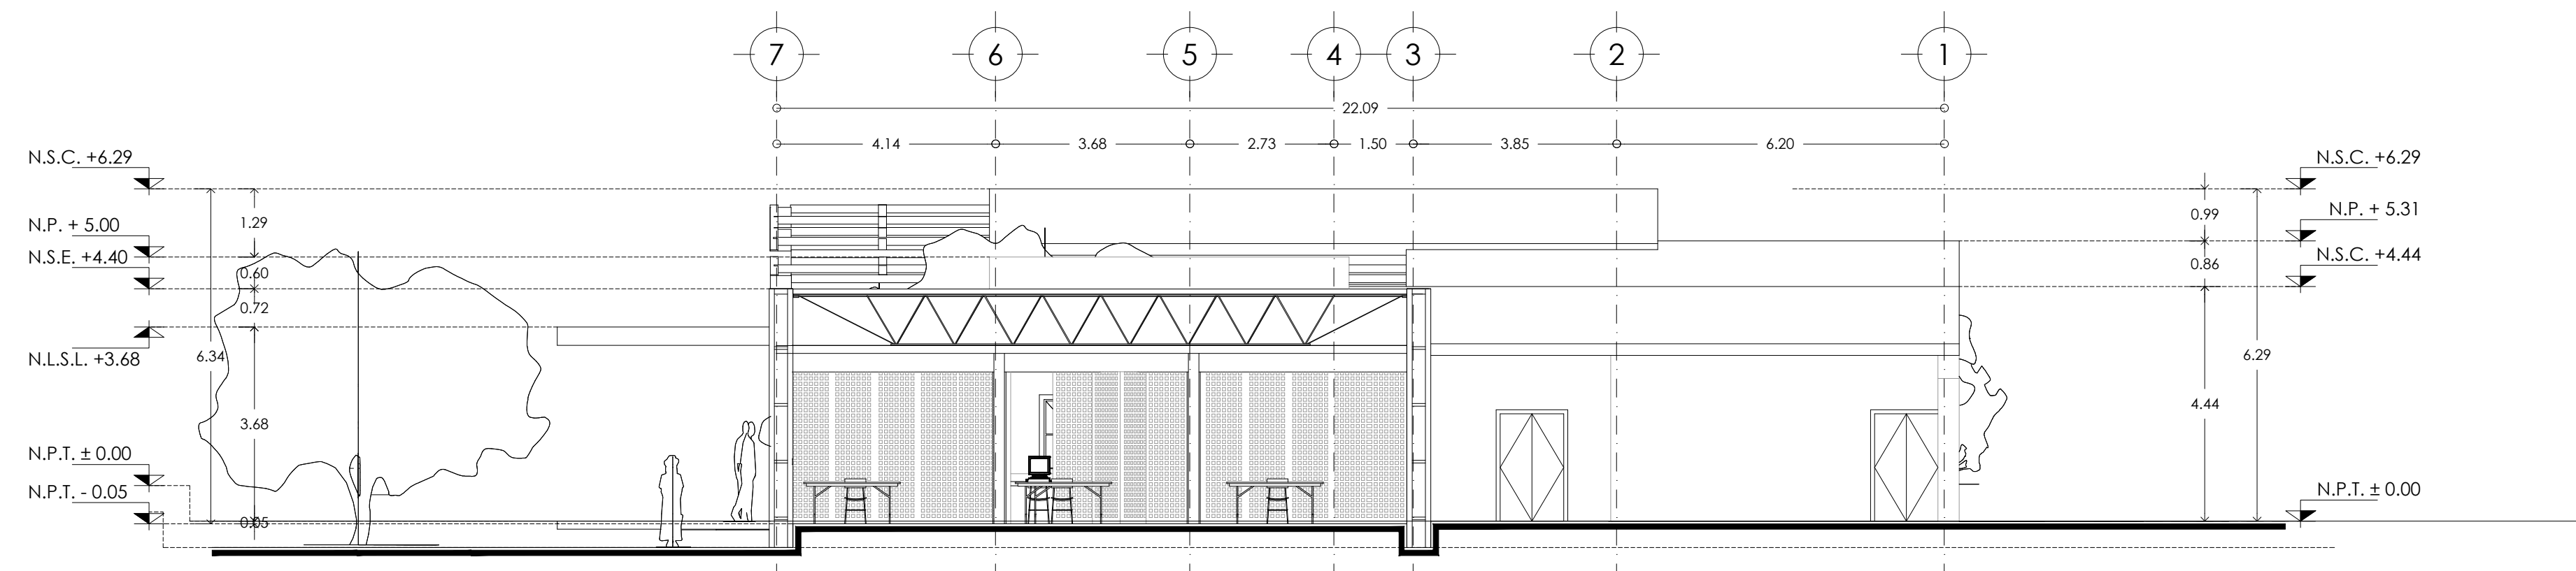 7 6 5 4 3 2 1
22.09
4.14 3.68 2.73 1.50 3.85 6.20
N.S.C. +6.29
N.P. + 5.00
N.S.E. +4.40
N.L.S.L. +3.68
N.P.T. ± 0.00
N.P.T. - 0.05
1.29
0.60
0.72
6.34
3.68
0.05
N.S.C. +6.29
N.P. + 5.31
N.S.C. +4.44
N.P.T. ± 0.00
0.99
0.86
6.29
4.44